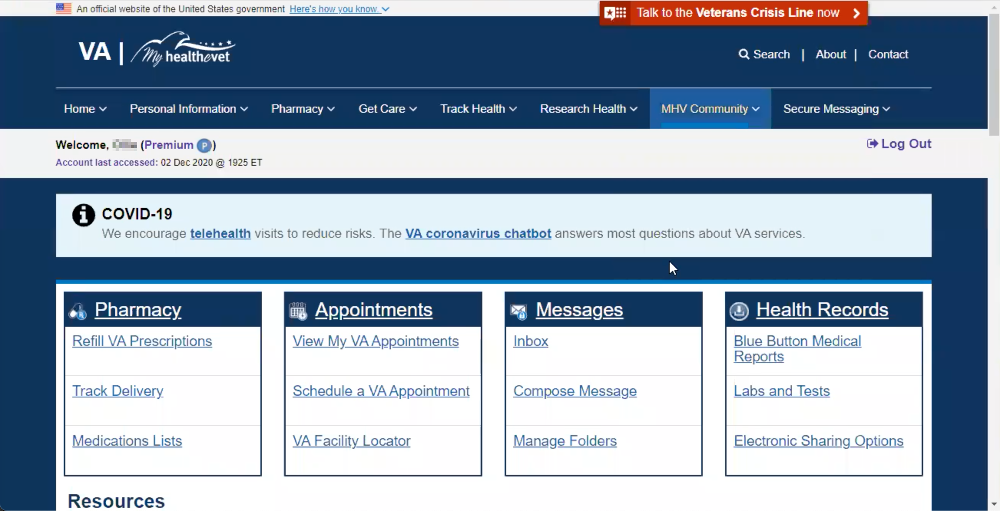 An official website of the United States government Here's how you know.
Talk to the Veterans Crisis Line now
VA | My healthevet
Search | About | Contact
Home Personal Information Pharmacy Get Care Track Health Research Health MHV Community Secure Messaging
Welcome, (Premium P)
Log Out
Account last accessed: 02 Dec 2020 @ 1925 ET
COVID-19
We encourage telehealth visits to reduce risks. The VA coronavirus chatbot answers most questions about VA services.
Pharmacy
Refill VA Prescriptions
Track Delivery
Medications Lists
Appointments
View My VA Appointments
Schedule a VA Appointment
VA Facility Locator
Messages
Inbox
Compose Message
Manage Folders
Health Records
Blue Button Medical
Reports
Labs and Tests
Electronic Sharing Options
Resources